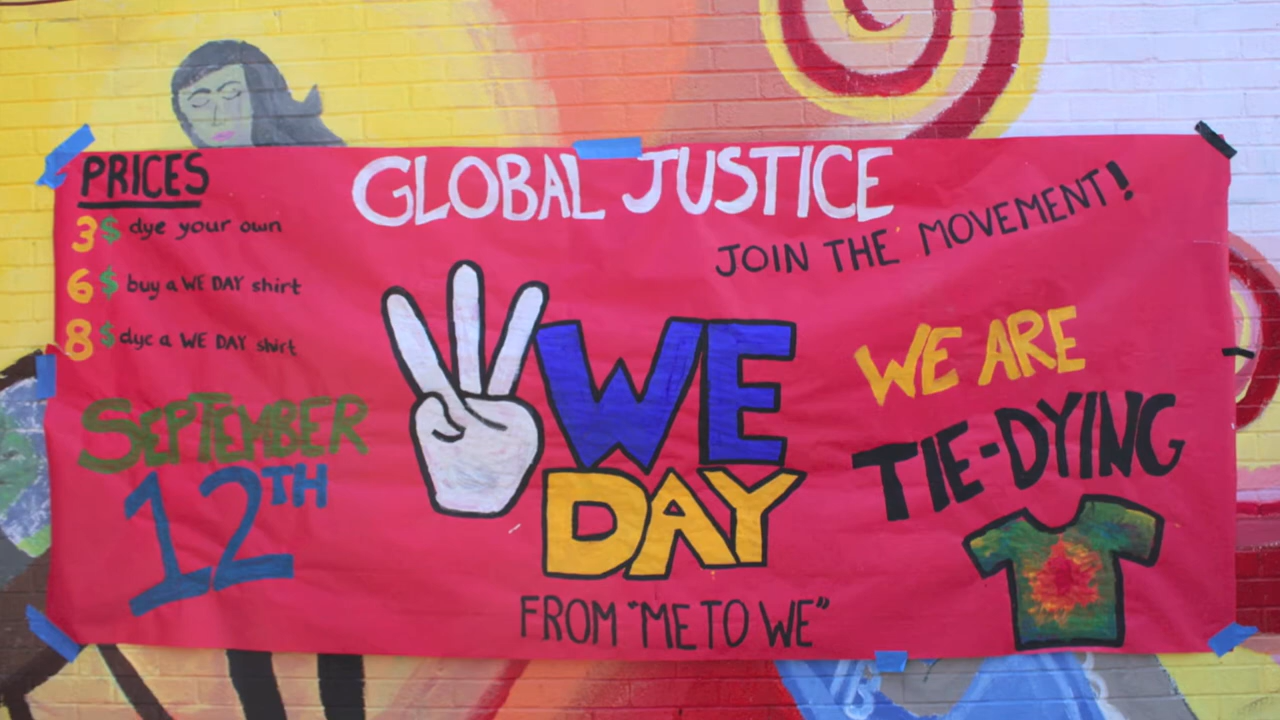 PRICES
3$ dye your own
6$ buy a WE DAY shirt
8$ dye a WE DAY shirt
SEPTEMBER
12TH
GLOBAL JUSTICE
WE
DAY
FROM "ME TO WE"
JOIN THE MOVEMENT!
WE ARE
TIE-DYING